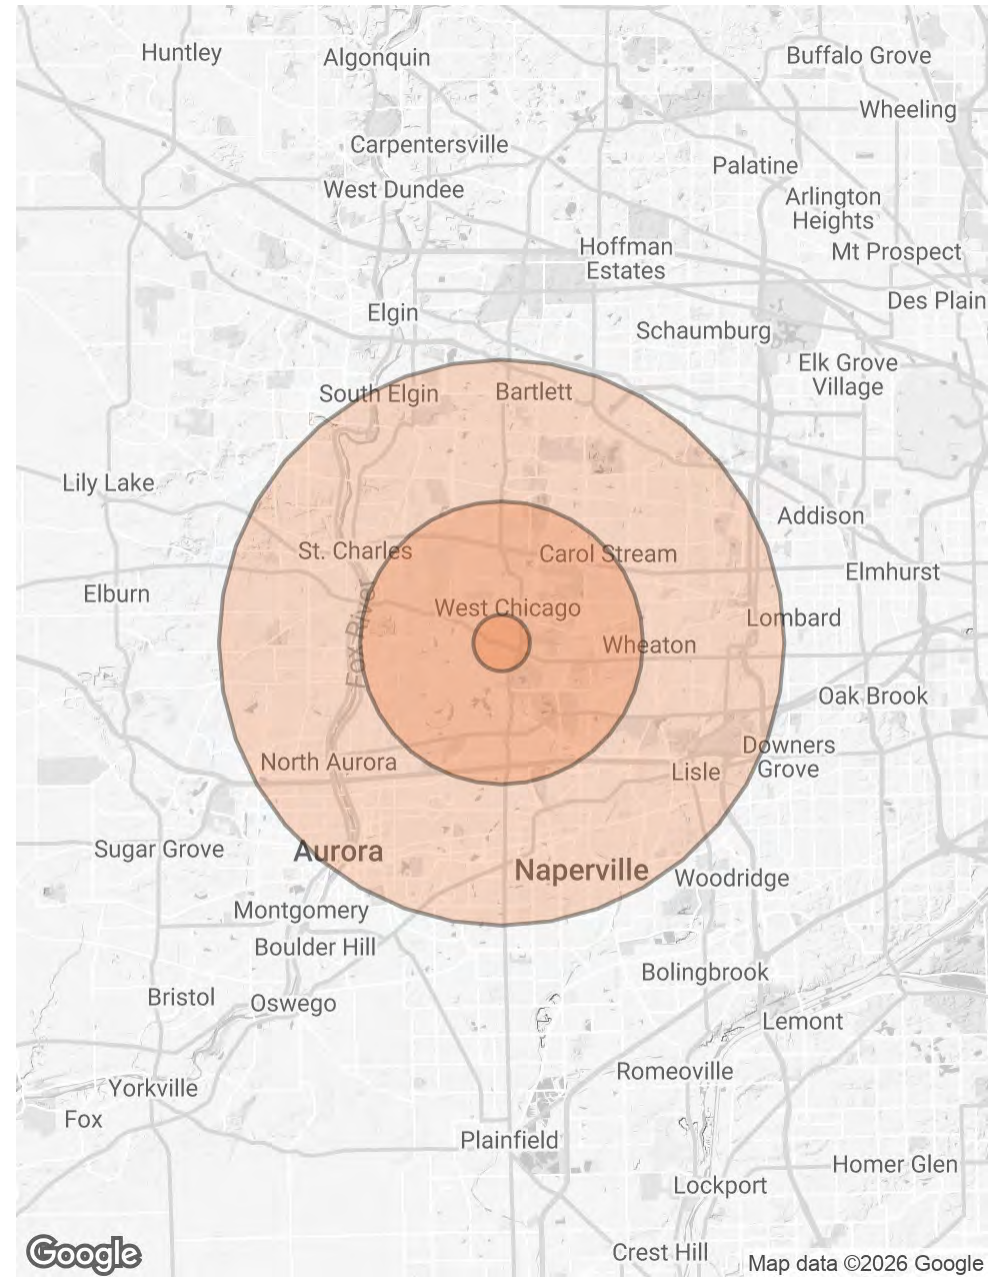 Huntley
Algonquin
Buffalo Grove
Wheeling
Carpentersville
Palatine
West Dundee
Arlington
Heights
Hoffman
Estates
Mt Prospect
Des Plain
Elgin
Schaumburg
Elk Grove
Village
South Elgin
Bartlett
Lily Lake
Addison
St. Charles
Carol Stream
Elmhurst
Elburn
West Chicago
Lombard
Fox River
Wheaton
Oak Brook
North Aurora
Downers
Grove
Lisle
Sugar Grove
Aurora
Naperville
Woodridge
Montgomery
Boulder Hill
Bolingbrook
Bristol
Oswego
Lemont
Romeoville
Yorkville
Fox
Plainfield
Homer Glen
Lockport
Crest Hill
Google
Map data ©2026 Google